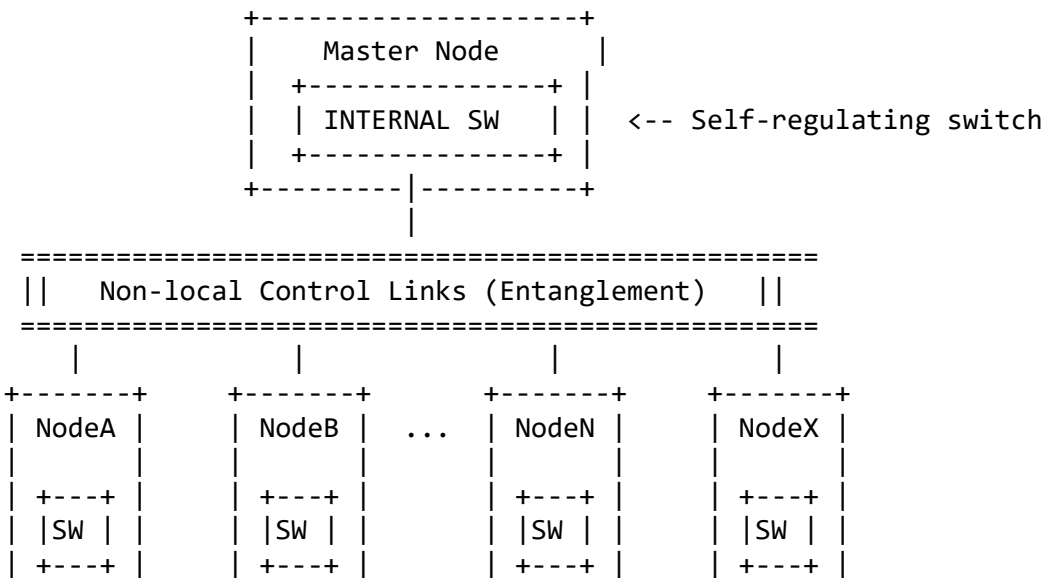 Master Node
INTERNAL SW <-- Self-regulating switch
Non-local Control Links (Entanglement)
NodeA NodeB ... NodeN NodeX
SW SW SW SW